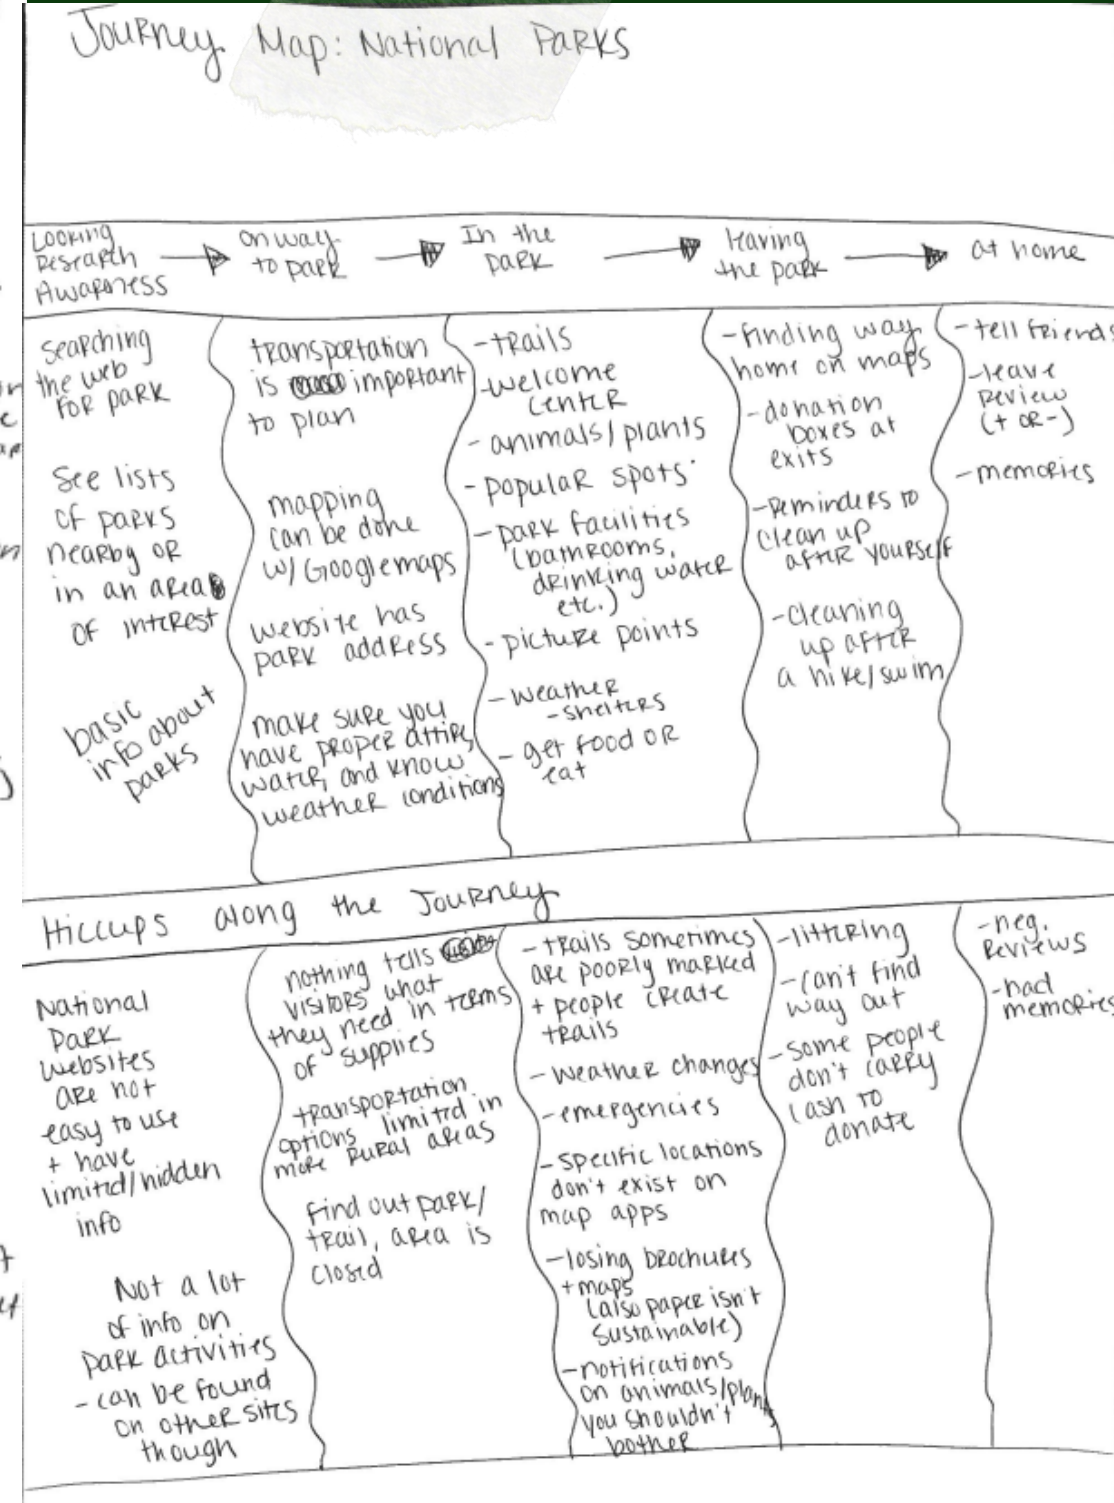 Journey Map: National Parks
Looking
Research
Awareness
on way
to park
In the
park
leaving
the park
at home
searching
the web
for park
See lists
of parks
nearby or
in an area
of interest
basic
info about
parks
transportation
is important
to plan
mapping
can be done
w/ Google maps
website has
park address
make sure you
have proper attire,
water, and know
weather conditions
- trails
- welcome
center
- animals/plants
- popular spots
- park facilities
(bathrooms,
drinking water
etc.)
- picture points
- weather
- shelters
- get food or
eat
- finding way
home on maps
- donation
boxes at
exits
- Reminders to
clean up
after yourself
- cleaning
up after
a hike/swim
- tell friends
- leave
review
(+ or -)
- memories
Hiccups along the Journey
National
Park
websites
are not
easy to use
+ have
limited/hidden
info
Not a lot
of info on
park activities
- can be found
on other sites
though
nothing tells
visitors what
they need in terms
of supplies
transportation
options limited in
more rural areas
find out park/
trail, area is
closed
- trails sometimes
are poorly marked
+ people create
trails
- weather changes
- emergencies
- specific locations
don't exist on
map apps
- losing brochures
+ maps
(also paper isn't
sustainable)
- notifications
on animals/plants
you shouldn't
bother
- littering
- can't find
way out
- some people
don't carry
cash to
donate
- neg.
reviews
- bad
memories